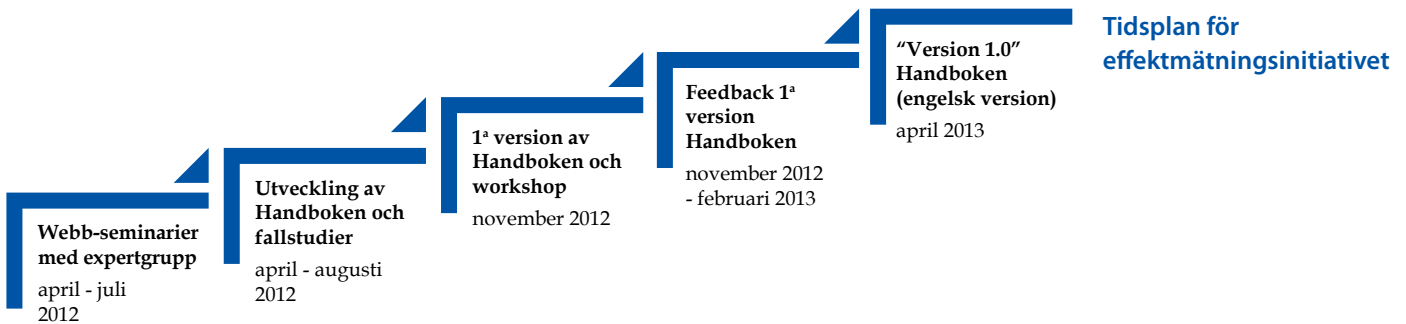 Tidsplan för
effektmätningsinitiativet
Webb-seminarier
med expertgrupp
april - juli
2012
Utveckling av
Handboken och
fallstudier
april - augusti
2012
1ª version av
Handboken och
workshop
november 2012
Feedback 1ª
version
Handboken
november 2012
- februari 2013
“Version 1.0”
Handboken
(engelsk version)
april 2013